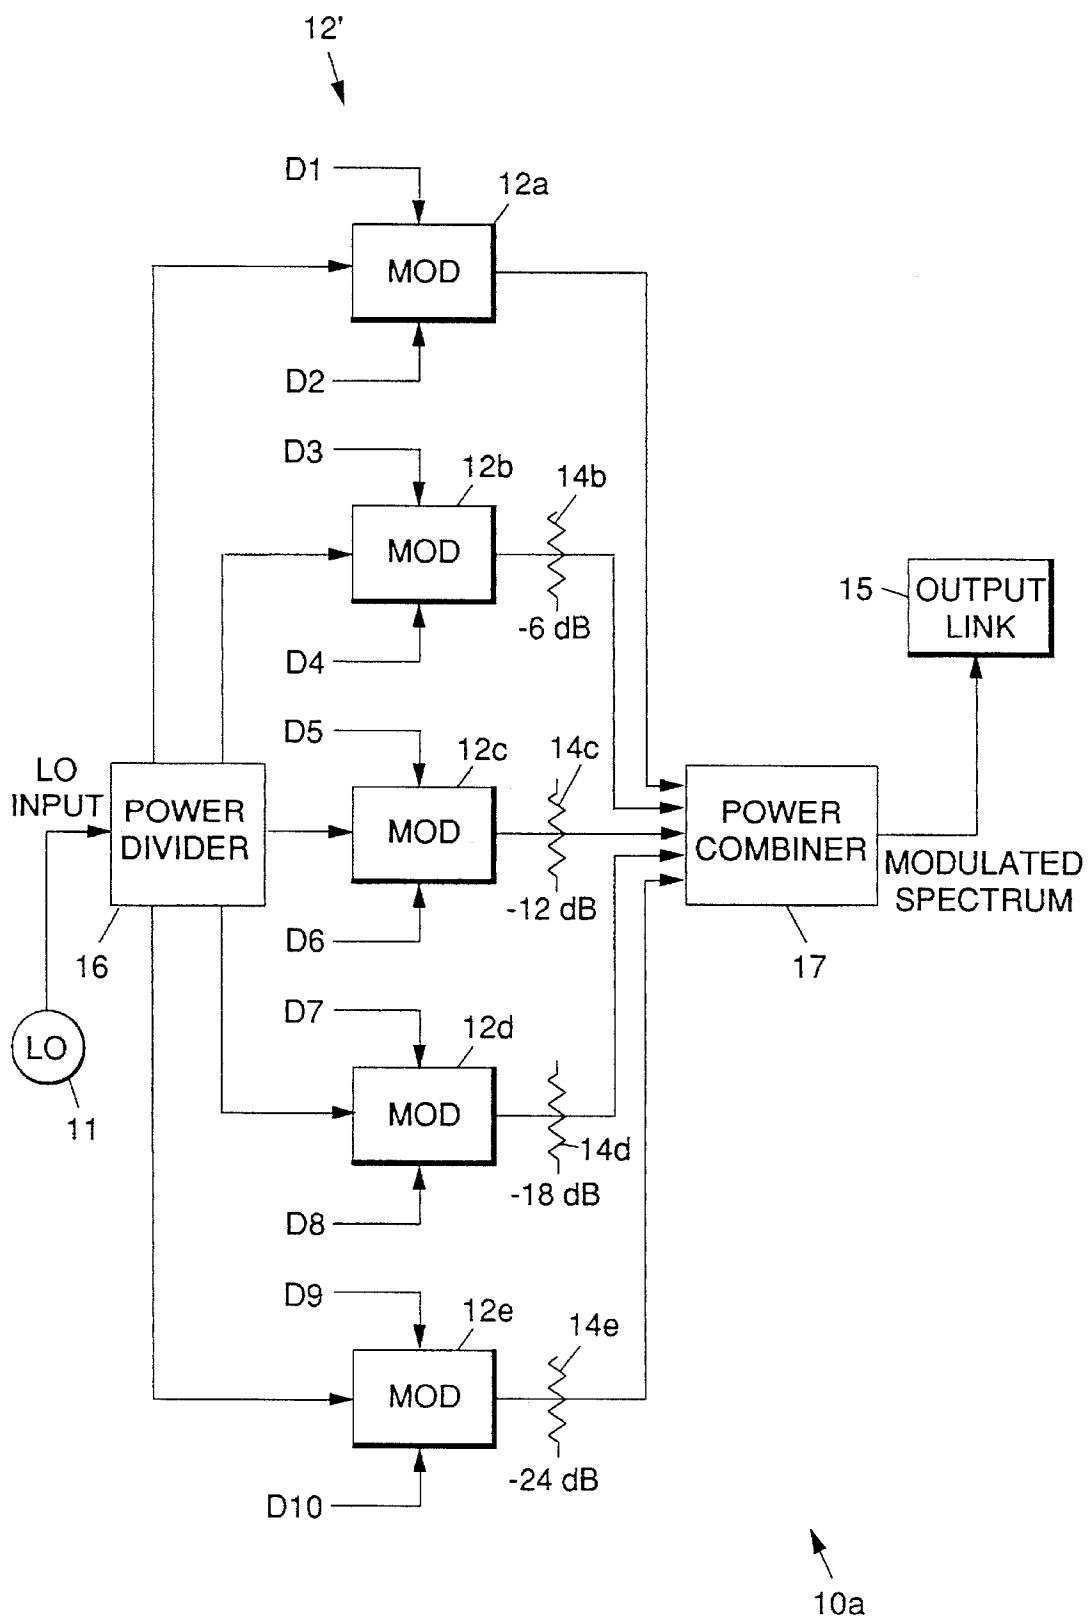 12'
D1
12a
MOD
D2
D3
12b
14b
MOD
-6 dB
D4
15
OUTPUT
LINK
D5
12c
14c
LO
INPUT
POWER
DIVIDER
MOD
POWER
COMBINER
MODULATED
SPECTRUM
-12 dB
D6
16
17
D7
12d
LO
11
MOD
14d
-18 dB
D8
D9
12e
14e
MOD
-24 dB
D10
10a